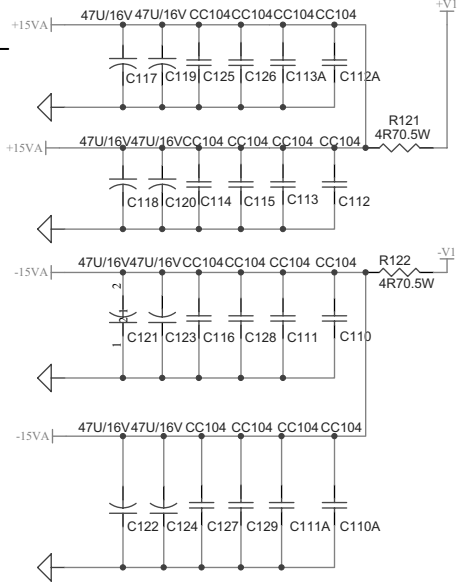 +V1
47U/16V 47U/16V CC104 CC104 CC104 CC104
+15VA
C117 C119 C125 C126 C113A C112A
R121
4R70.5W
47U/16V 47U/16V CC104 CC104 CC104 CC104
+15VA
C118 C120 C114 C115 C113 C112
-V1
47U/16V 47U/16V CC104 CC104 CC104 CC104
R122
-15VA
4R70.5W
2
2 1
C121 C123 C116 C128 C111 C110
1
47U/16V 47U/16V CC104 CC104 CC104 CC104
-15VA
C122 C124 C127 C129 C111A C110A